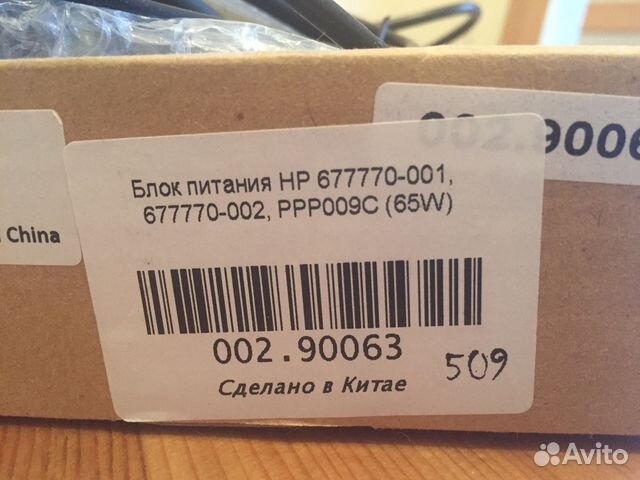 002.9006
Блок питания HP 677770-001,
677770-002, PPP009C (65W)
China
002.90063
509
Сделано в Китае
Avito